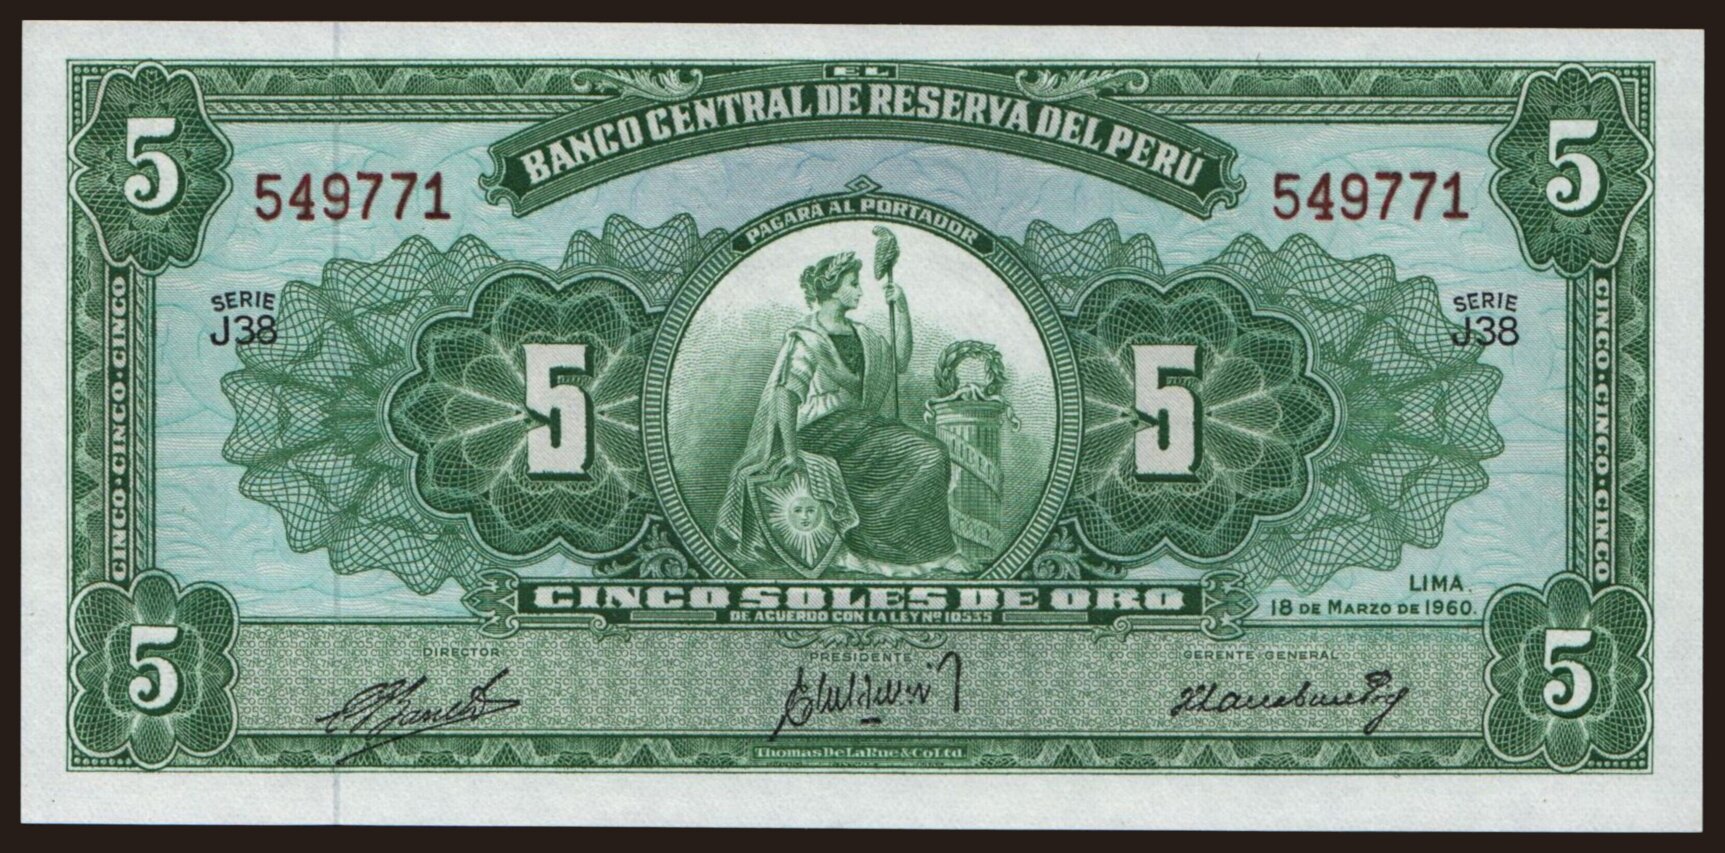 EL
BANCO CENTRAL DE RESERVA DEL PERÚ
5
5
549771
549771
PAGARÁ AL PORTADOR
SERIE
J38
SERIE
J38
5
5
CINCO·CINCO·CINCO
CINCO·CINCO·CINCO
CINCO SOLES DE ORO
DE ACUERDO CON LA LEY Nº 10535
LIMA.
18 DE MARZO DE 1960.
5
5
DIRECTOR
PRESIDENTE
GERENTE GENERAL
Thomas De La Rue & Co Ltd.